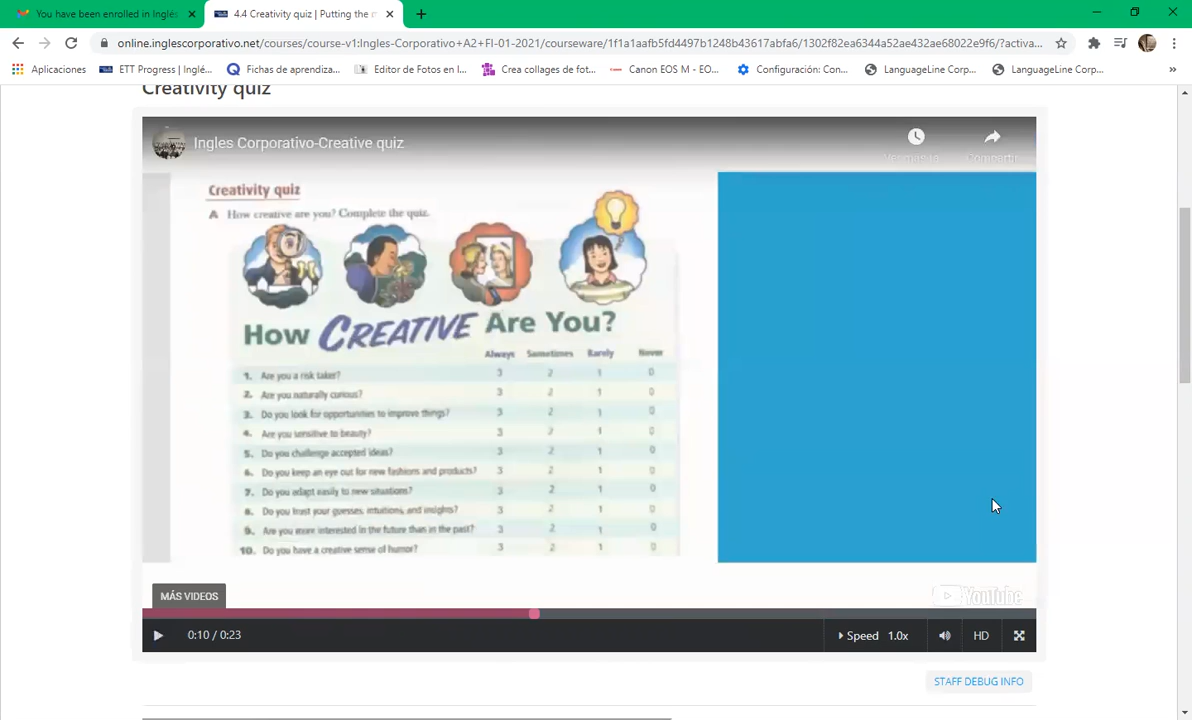 You have been enrolled in Inglés
4.4 Creativity quiz | Putting the m
online.inglescorporativo.net/courses/course-v1:Ingles-Corporativo+A2+FI-01-2021/courseware/1f1a1aafb5fd4497b1248b43617abfa6/1302f82ea6344a52ae432ae68022e9f6/?activa...
Aplicaciones ETT Progress | Inglé... Fichas de aprendiza... Editor de Fotos en l... Crea collages de fot... Canon EOS M - EO... Configuración: Con... LanguageLine Corp... LanguageLine Corp... »
Creativity quiz
Ingles Corporativo-Creative quiz
Compartir
Creativity quiz
A How creative are you? Complete the quiz.
How CREATIVE Are You?
Always Sometimes Rarely Never
1. Are you a risk taker? 3 2 1 0
2. Are you naturally curious? 3 2 1 0
3. Do you look for opportunities to improve things? 3 2 1 0
4. Are you sensitive to beauty? 3 2 1 0
5. Do you challenge accepted ideas? 3 2 1 0
6. Do you keep an eye out for new fashions and products? 3 2 1 0
7. Do you adapt easily to new situations? 3 2 1 0
8. Do you trust your guesses, intuitions, and insights? 3 2 1 0
9. Are you more interested in the future than in the past? 3 2 1 0
10. Do you have a creative sense of humor? 3 2 1 0
MÁS VIDEOS
YouTube
0:10 / 0:23
Speed 1.0x
HD
STAFF DEBUG INFO